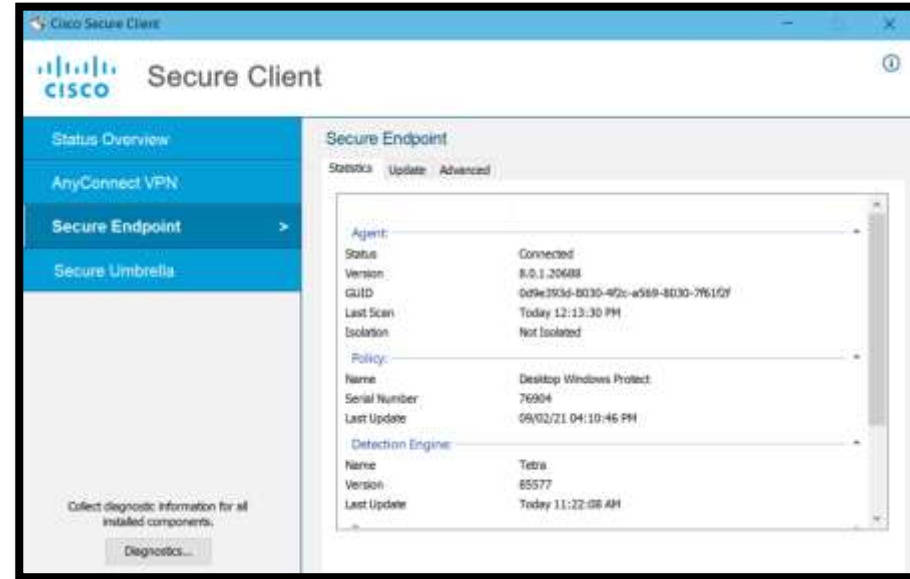 Cisco Secure Client
CISCO
Secure Client
Status Overview
AnyConnect VPN
Secure Endpoint >
Secure Umbrella
Collect diagnostic information for all
installed components.
Diagnostics...
Secure Endpoint
Statistics Update Advanced
Agent:
Status Connected
Version 8.0.1.20688
GUID
Last Scan Today 12:13:30 PM
Isolation Not Isolated
Policy:
Name Desktop Windows Protect
Serial Number 76904
Last Update 09/02/21 04:10:46 PM
Detection Engine:
Name Tetra
Version 85577
Last Update Today 11:22:08 AM